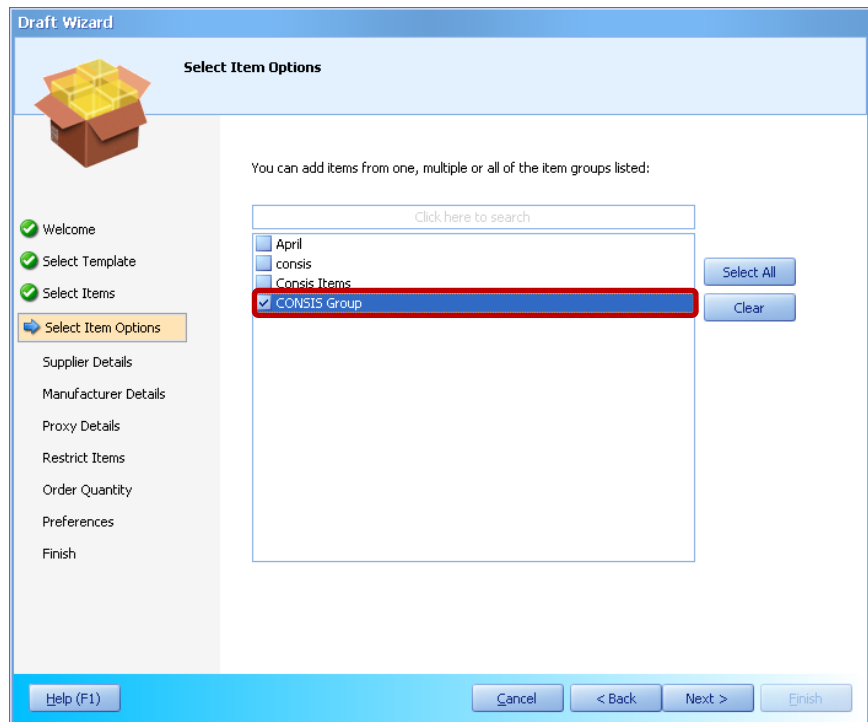 Draft Wizard
Select Item Options
You can add items from one, multiple or all of the item groups listed:
Click here to search
April
consis
Consis Items
CONSIS Group
Select All
Clear
Welcome
Select Template
Select Items
Select Item Options
Supplier Details
Manufacturer Details
Proxy Details
Restrict Items
Order Quantity
Preferences
Finish
Help (F1)
Cancel
< Back
Next >
Finish